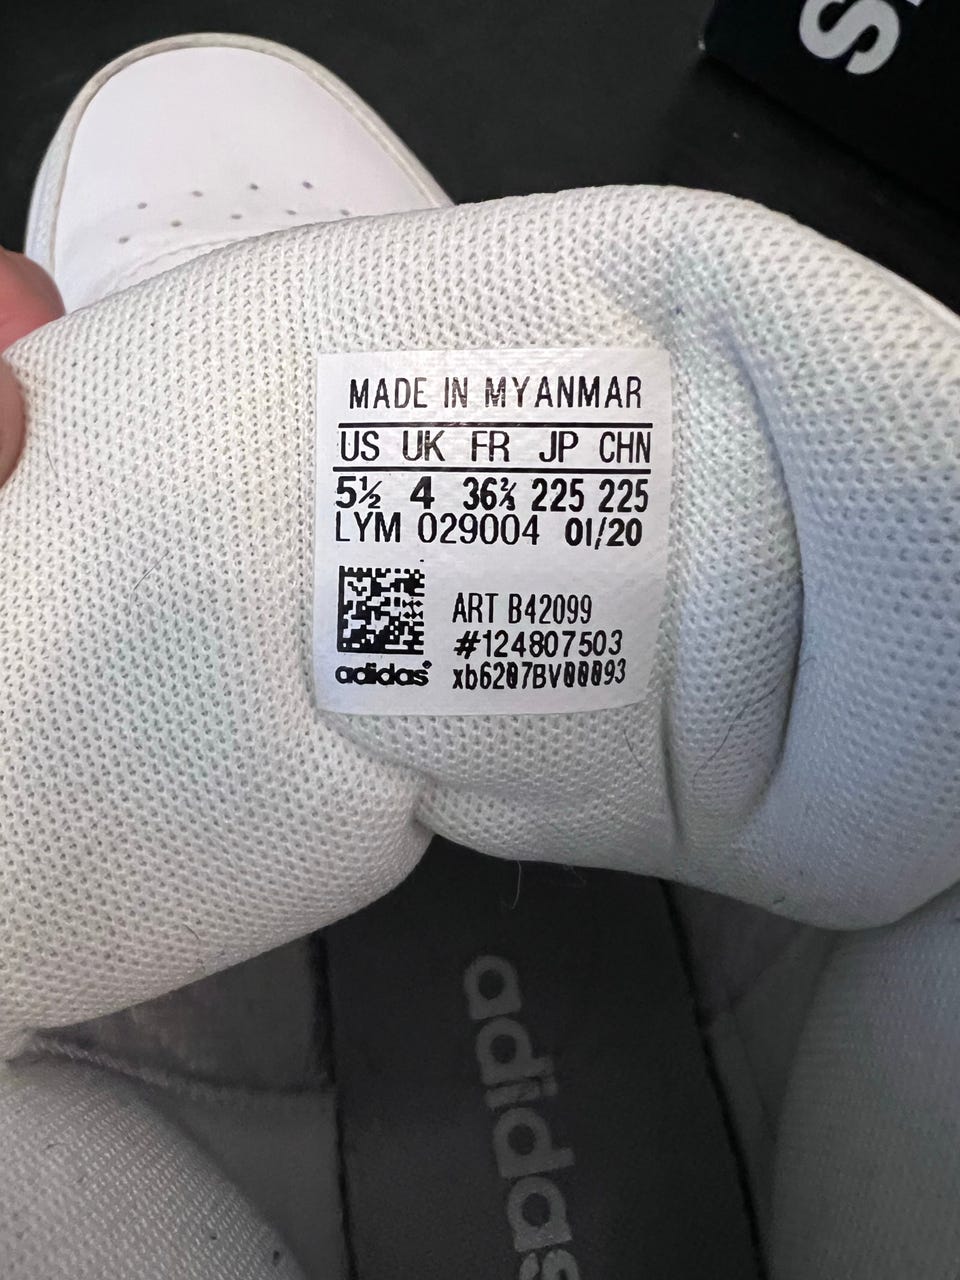 MADE IN MYANMAR
US UK FR JP CHN
5½ 4 36⅔ 225 225
LYM 029004 01/20
ART B42099
#124807503
adidas® xb6207BV00093
adidas